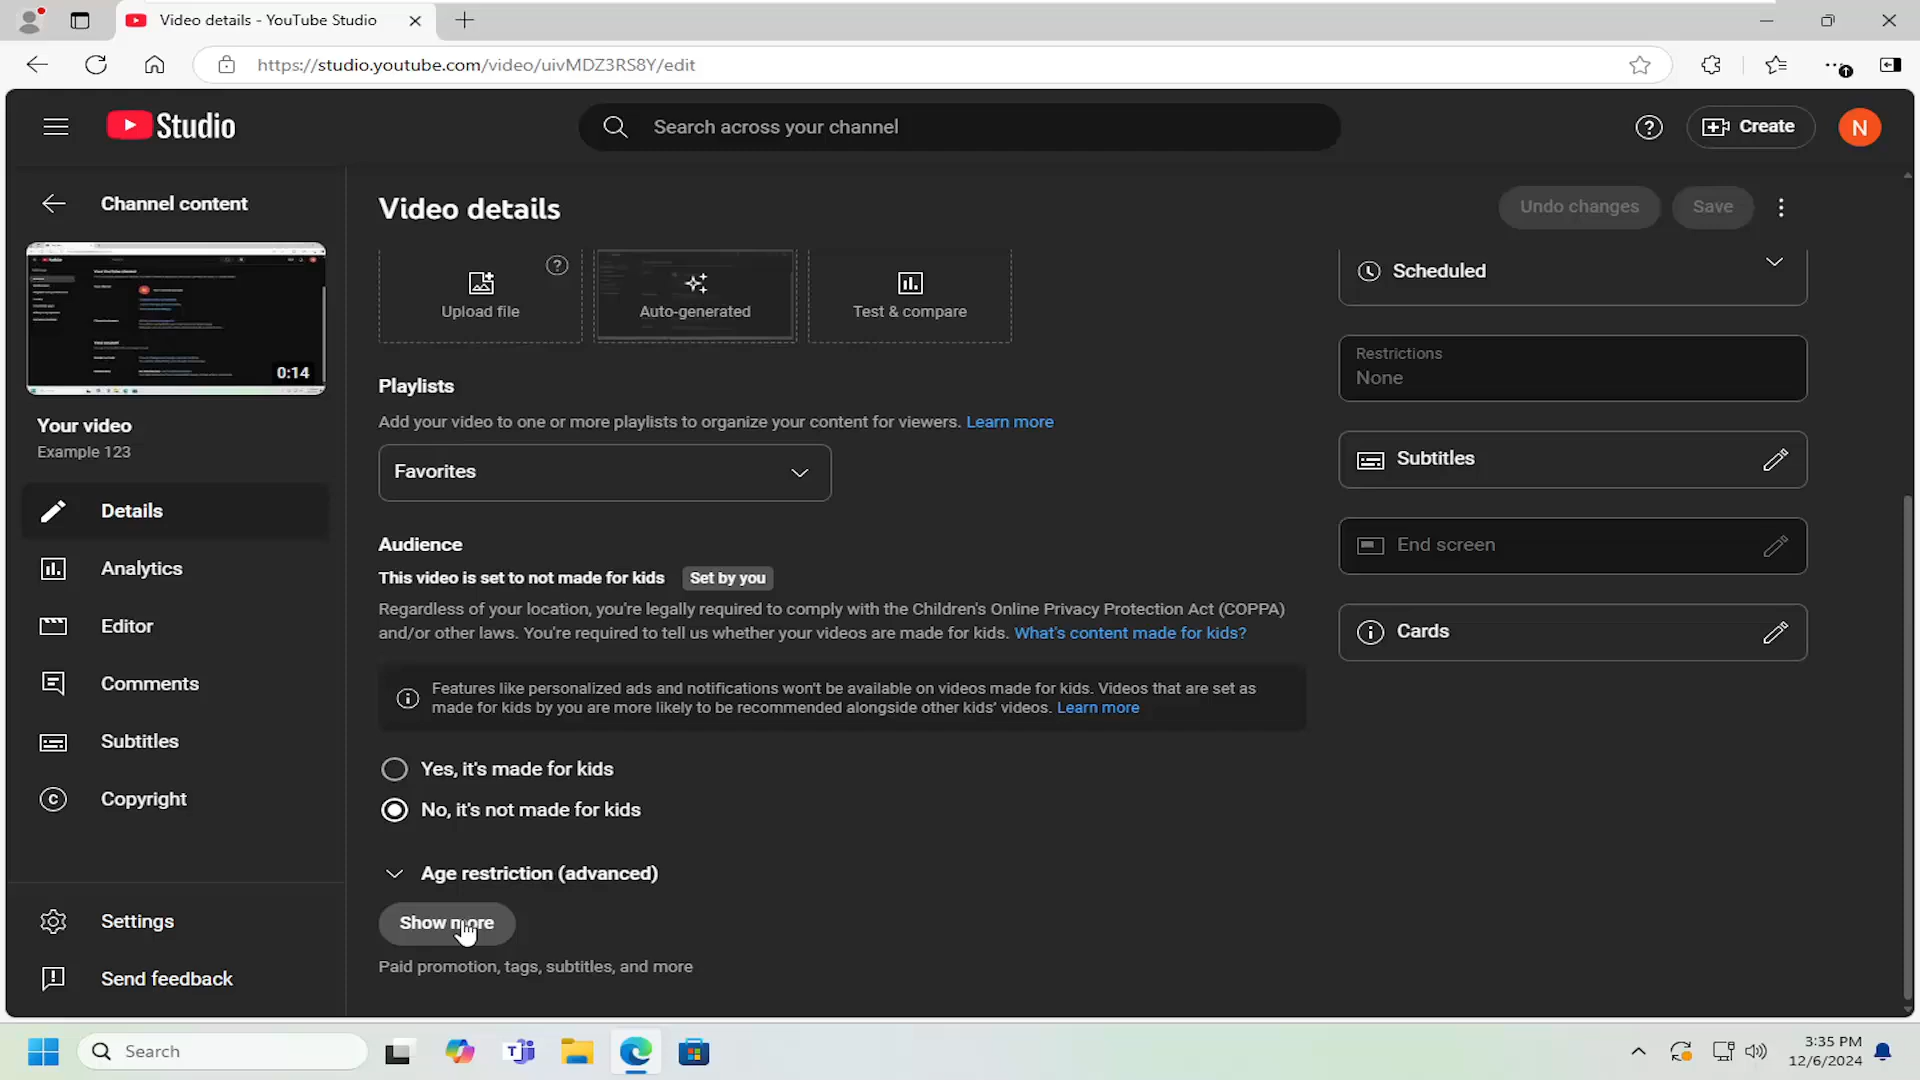 Video details - YouTube Studio
https://studio.youtube.com/video/uivMDZ3RS8Y/edit
Studio
Search across your channel
Create
N
Channel content
0:14
Your video
Example 123
Details
Analytics
Editor
Comments
Subtitles
Copyright
Settings
Send feedback
Video details
Undo changes
Save
Upload file
Auto-generated
Test & compare
Playlists
Add your video to one or more playlists to organize your content for viewers. Learn more
Favorites
Audience
This video is set to not made for kids Set by you
Regardless of your location, you're legally required to comply with the Children's Online Privacy Protection Act (COPPA)
and/or other laws. You're required to tell us whether your videos are made for kids. What's content made for kids?
Features like personalized ads and notifications won't be available on videos made for kids. Videos that are set as
made for kids by you are more likely to be recommended alongside other kids' videos. Learn more
Yes, it's made for kids
No, it's not made for kids
Age restriction (advanced)
Show more
Paid promotion, tags, subtitles, and more
Scheduled
Restrictions
None
Subtitles
End screen
Cards
Search
3:35 PM
12/6/2024